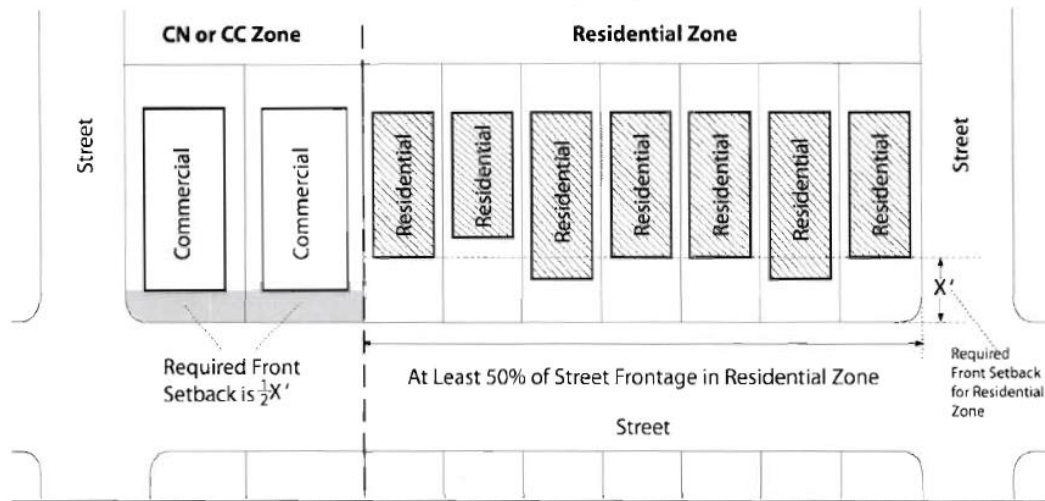 CN or CC Zone
Residential Zone
Street
Commercial
Commercial
Residential
Residential
Residential
Residential
Residential
Residential
Residential
Street
X'
Required Front
Setback is ½X'
At Least 50% of Street Frontage in Residential Zone
Required
Front Setback
for Residential
Zone
Street